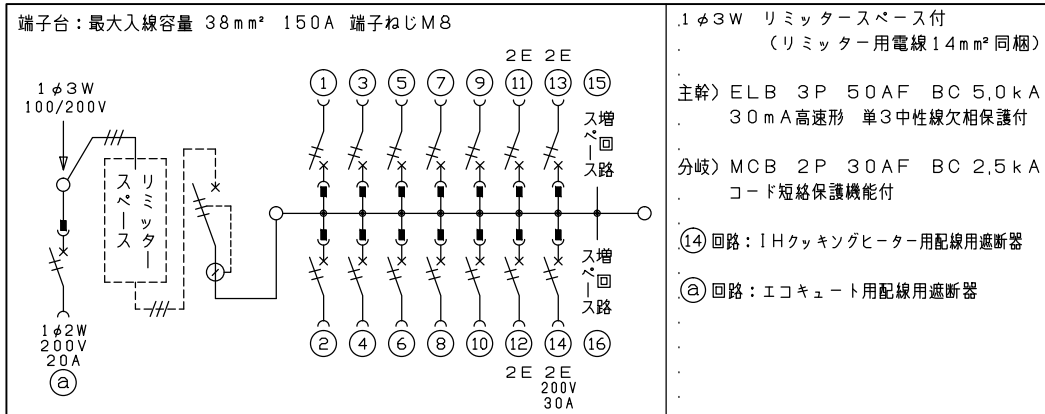 端子台：最大入線容量 38mm² 150A 端子ねじM8
1φ3W
100/200V
リミッター
スペース
1φ2W
200V
20A
ⓐ
2E 2E
① ③ ⑤ ⑦ ⑨ ⑪ ⑬ ⑮
増回路
スペース
増回路
スペース
② ④ ⑥ ⑧ ⑩ ⑫ ⑭ ⑯
2E 2E
200V
30A
1φ3W リミッタースペース付
（リミッター用電線14mm²同梱）
主幹）ELB 3P 50AF BC 5,0kA
30mA高速形 単3中性線欠相保護付
分岐）MCB 2P 30AF BC 2,5kA
コード短絡保護機能付
⑭回路：IHクッキングヒーター用配線用遮断器
ⓐ回路：エコキュート用配線用遮断器